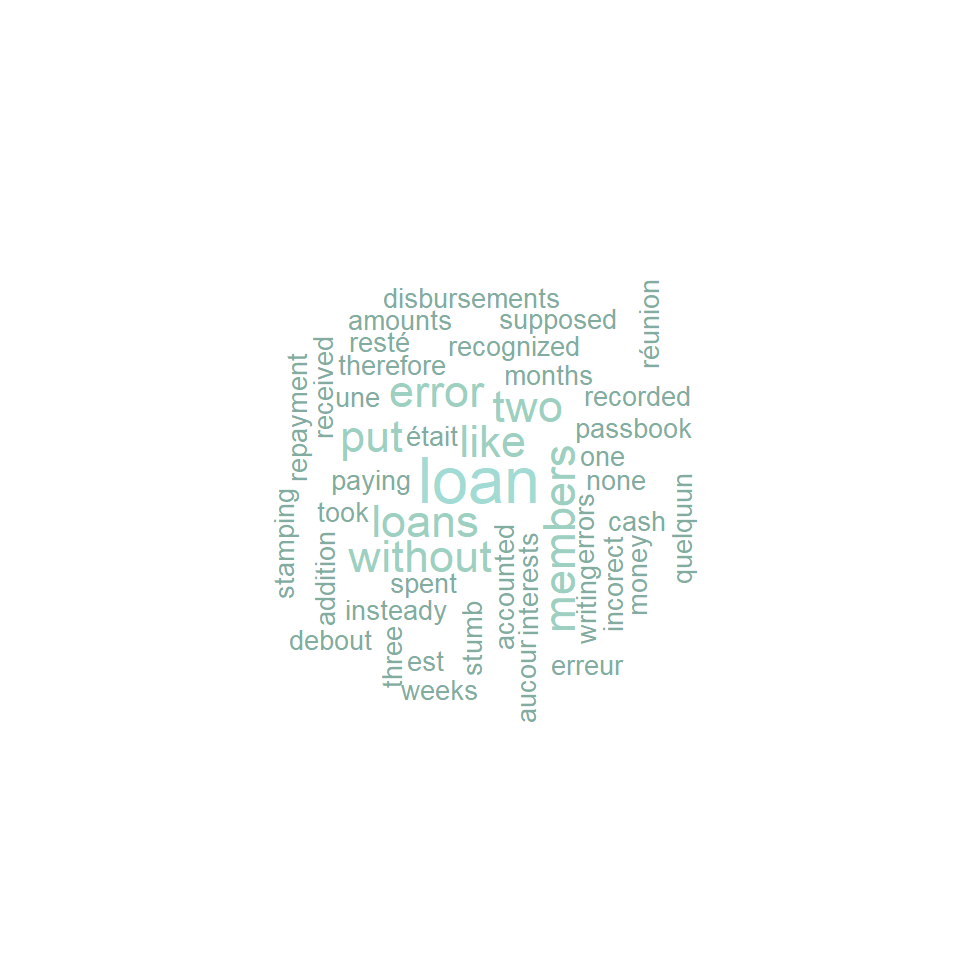 disbursements
réunion
amounts
supposed
resté
recognized
received
therefore
repayment
months
error
une
two
recorded
put
était
like
passbook
members
one
loan
paying
none
quelquun
stamping
took
loans
writing
errors
cash
addition
without
accounted
interests
incorect
money
spent
insteady
stumb
debout
three
est
aucour
erreur
weeks